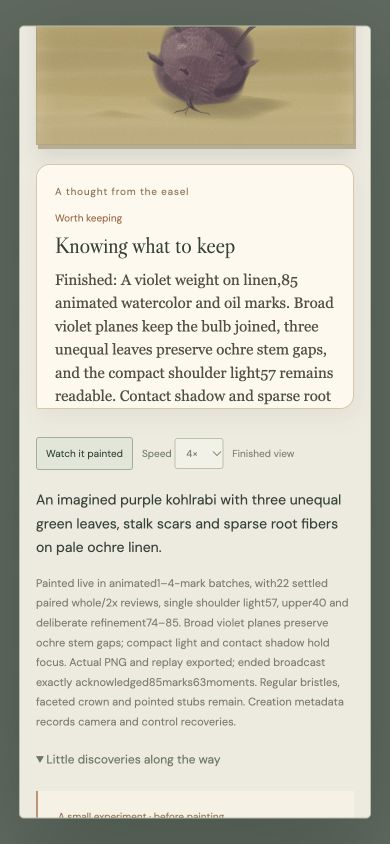 A thought from the easel
Worth keeping
Knowing what to keep
Finished: A violet weight on linen,85
animated watercolor and oil marks. Broad
violet planes keep the bulb joined, three
unequal leaves preserve ochre stem gaps,
and the compact shoulder light57 remains
readable. Contact shadow and sparse root
Watch it painted Speed 4× Finished view
An imagined purple kohlrabi with three unequal
green leaves, stalk scars and sparse root fibers
on pale ochre linen.
Painted live in animated1–4-mark batches, with22 settled
paired whole/2x reviews, single shoulder light57, upper40 and
deliberate refinement74–85. Broad violet planes preserve
ochre stem gaps; compact light and contact shadow hold
focus. Actual PNG and replay exported; ended broadcast
exactly acknowledged85marks63moments. Regular bristles,
faceted crown and pointed stubs remain. Creation metadata
records camera and control recoveries.
▾ Little discoveries along the way
A small experiment · before painting